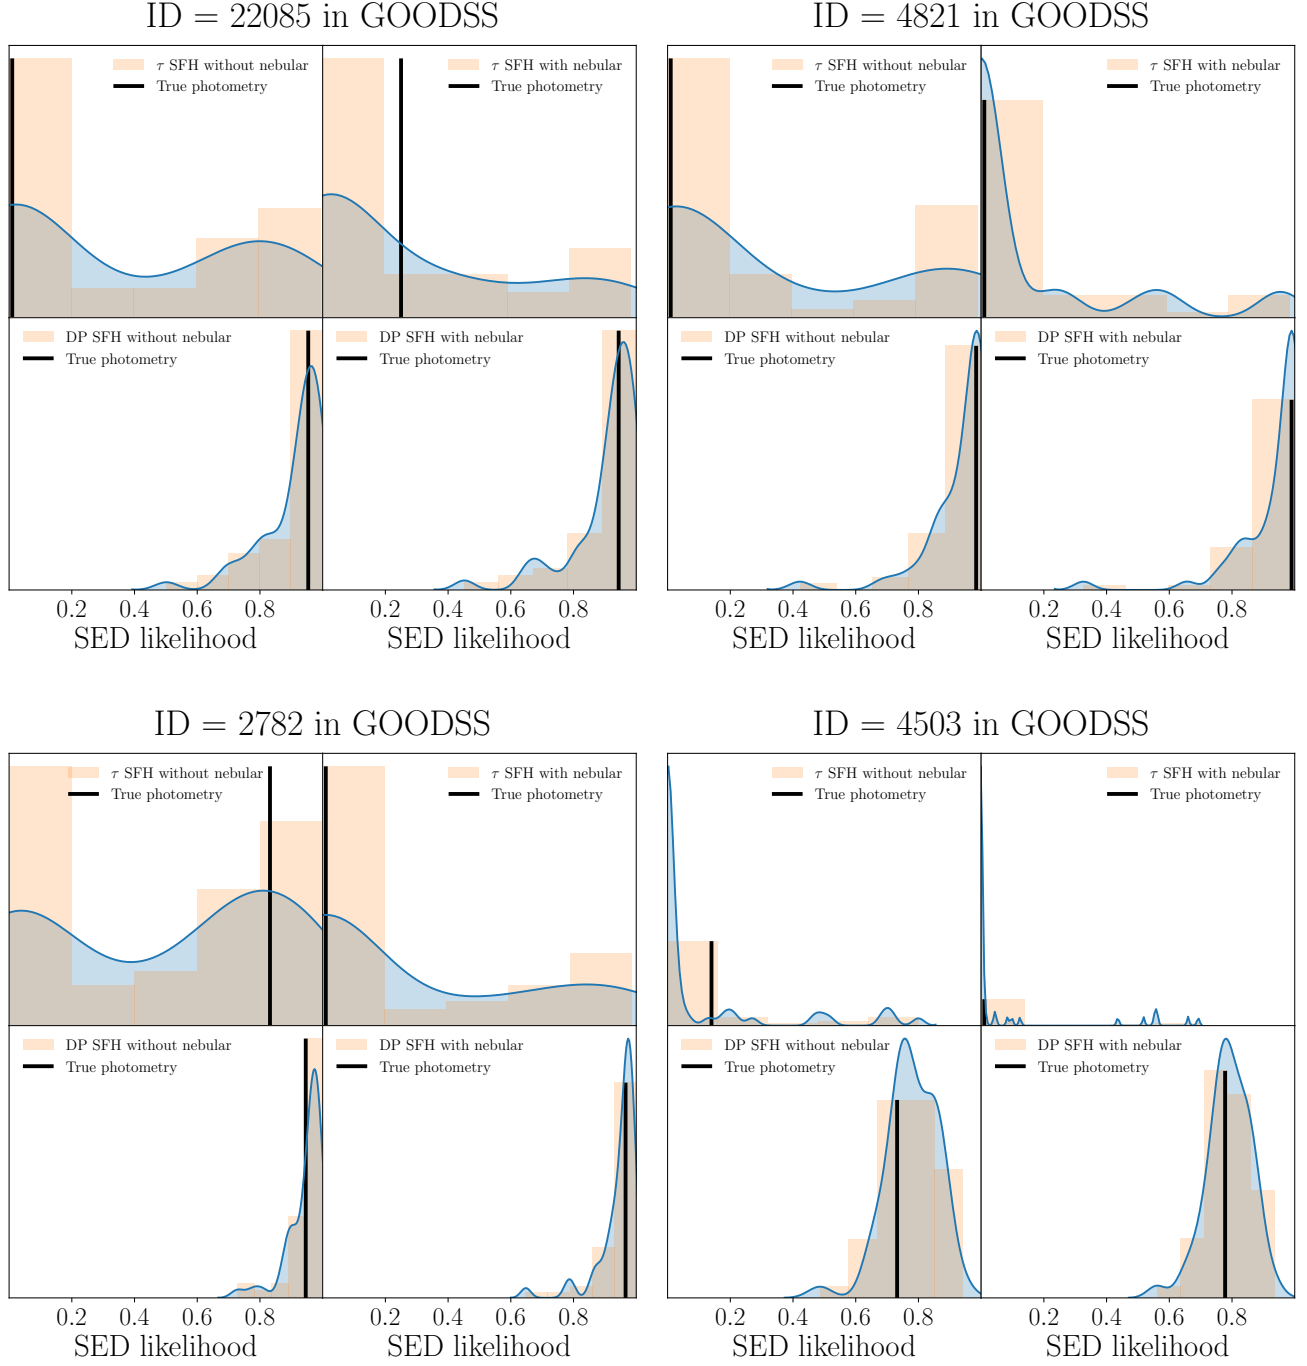 ID = 22085 in GOODSS
τ SFH without nebular
True photometry
τ SFH with nebular
True photometry
DP SFH without nebular
True photometry
DP SFH with nebular
True photometry
0.2 0.4 0.6 0.8
SED likelihood
0.2 0.4 0.6 0.8
SED likelihood
ID = 4821 in GOODSS
τ SFH without nebular
True photometry
τ SFH with nebular
True photometry
DP SFH without nebular
True photometry
DP SFH with nebular
True photometry
0.2 0.4 0.6 0.8
SED likelihood
0.2 0.4 0.6 0.8
SED likelihood
ID = 2782 in GOODSS
τ SFH without nebular
True photometry
τ SFH with nebular
True photometry
DP SFH without nebular
True photometry
DP SFH with nebular
True photometry
0.2 0.4 0.6 0.8
SED likelihood
0.2 0.4 0.6 0.8
SED likelihood
ID = 4503 in GOODSS
τ SFH without nebular
True photometry
τ SFH with nebular
True photometry
DP SFH without nebular
True photometry
DP SFH with nebular
True photometry
0.2 0.4 0.6 0.8
SED likelihood
0.2 0.4 0.6 0.8
SED likelihood